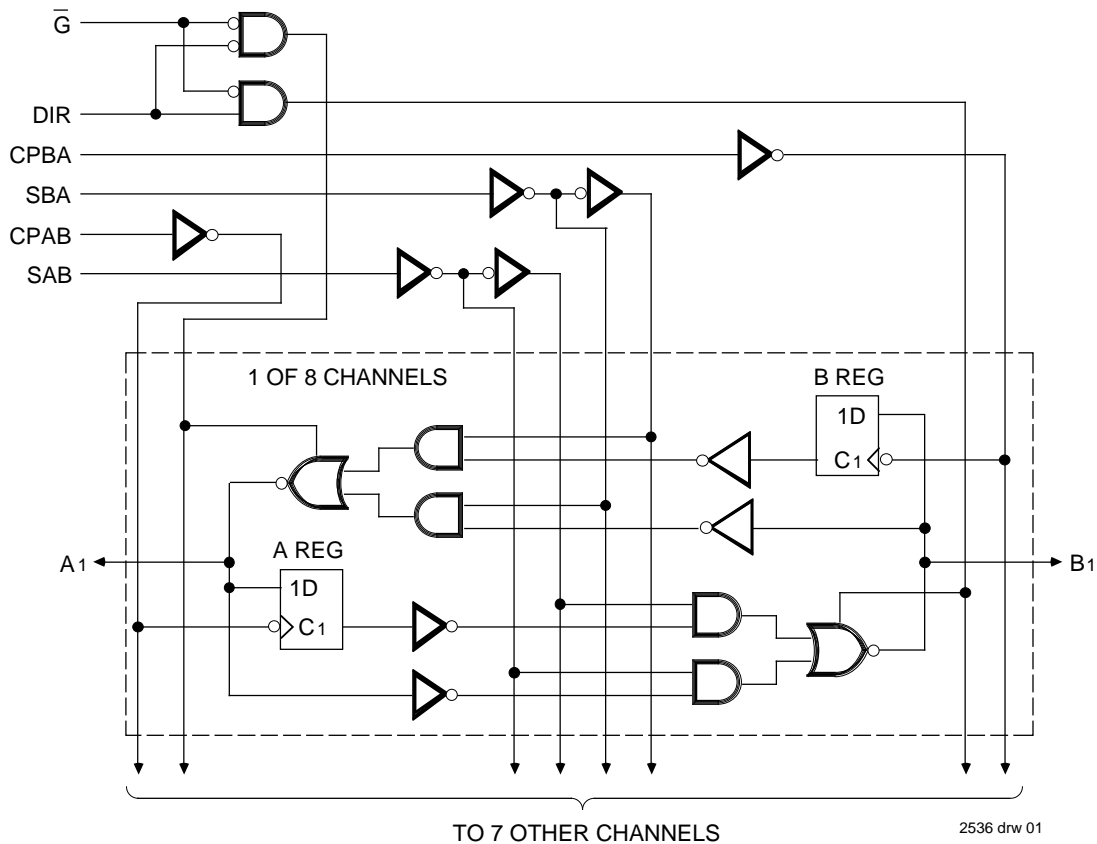 G
DIR
CPBA
SBA
CPAB
SAB
1 OF 8 CHANNELS
B REG
1D
C1
A REG
A1
B1
1D
C1
TO 7 OTHER CHANNELS
2536 drw 01